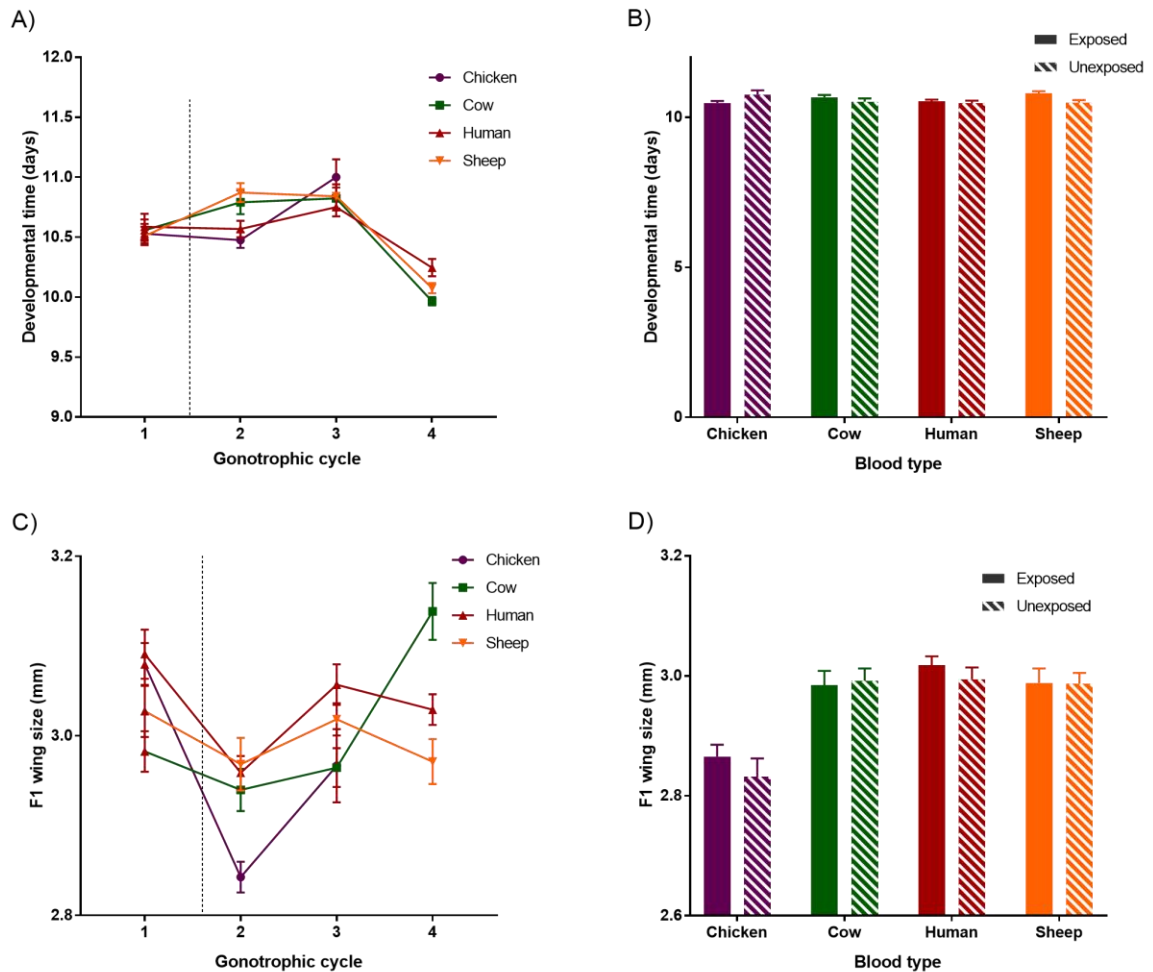 A)
Developmental time (days)
12.0
11.5
11.0
10.5
10.0
9.5
9.0
Chicken
Cow
Human
Sheep
1 2 3 4
Gonotrophic cycle
B)
Developmental time (days)
10
5
0
Exposed
Unexposed
Chicken Cow Human Sheep
Blood type
C)
F1 wing size (mm)
3.2
3.0
2.8
Chicken
Cow
Human
Sheep
1 2 3 4
Gonotrophic cycle
D)
F1 wing size (mm)
3.2
3.0
2.8
2.6
Exposed
Unexposed
Chicken Cow Human Sheep
Blood type